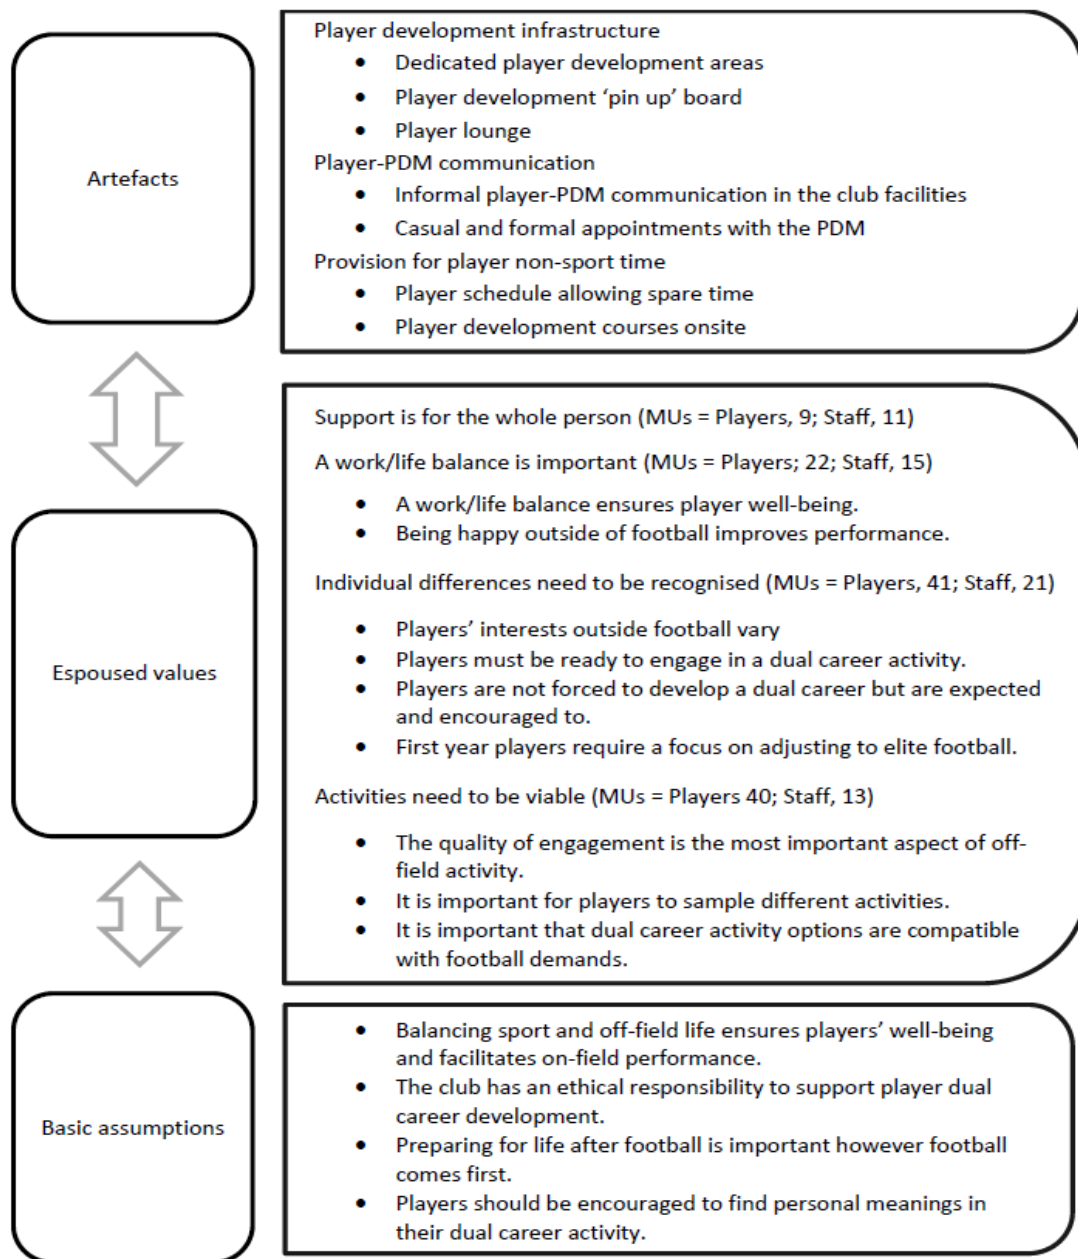 Artefacts
Player development infrastructure
• Dedicated player development areas
• Player development ‘pin up’ board
• Player lounge
Player-PDM communication
• Informal player-PDM communication in the club facilities
• Casual and formal appointments with the PDM
Provision for player non-sport time
• Player schedule allowing spare time
• Player development courses onsite
Espoused values
Support is for the whole person (MUs = Players, 9; Staff, 11)
A work/life balance is important (MUs = Players; 22; Staff, 15)
• A work/life balance ensures player well-being.
• Being happy outside of football improves performance.
Individual differences need to be recognised (MUs = Players, 41; Staff, 21)
• Players’ interests outside football vary
• Players must be ready to engage in a dual career activity.
• Players are not forced to develop a dual career but are expected
and encouraged to.
• First year players require a focus on adjusting to elite football.
Activities need to be viable (MUs = Players 40; Staff, 13)
• The quality of engagement is the most important aspect of off-
field activity.
• It is important for players to sample different activities.
• It is important that dual career activity options are compatible
with football demands.
Basic assumptions
• Balancing sport and off-field life ensures players’ well-being
and facilitates on-field performance.
• The club has an ethical responsibility to support player dual
career development.
• Preparing for life after football is important however football
comes first.
• Players should be encouraged to find personal meanings in
their dual career activity.